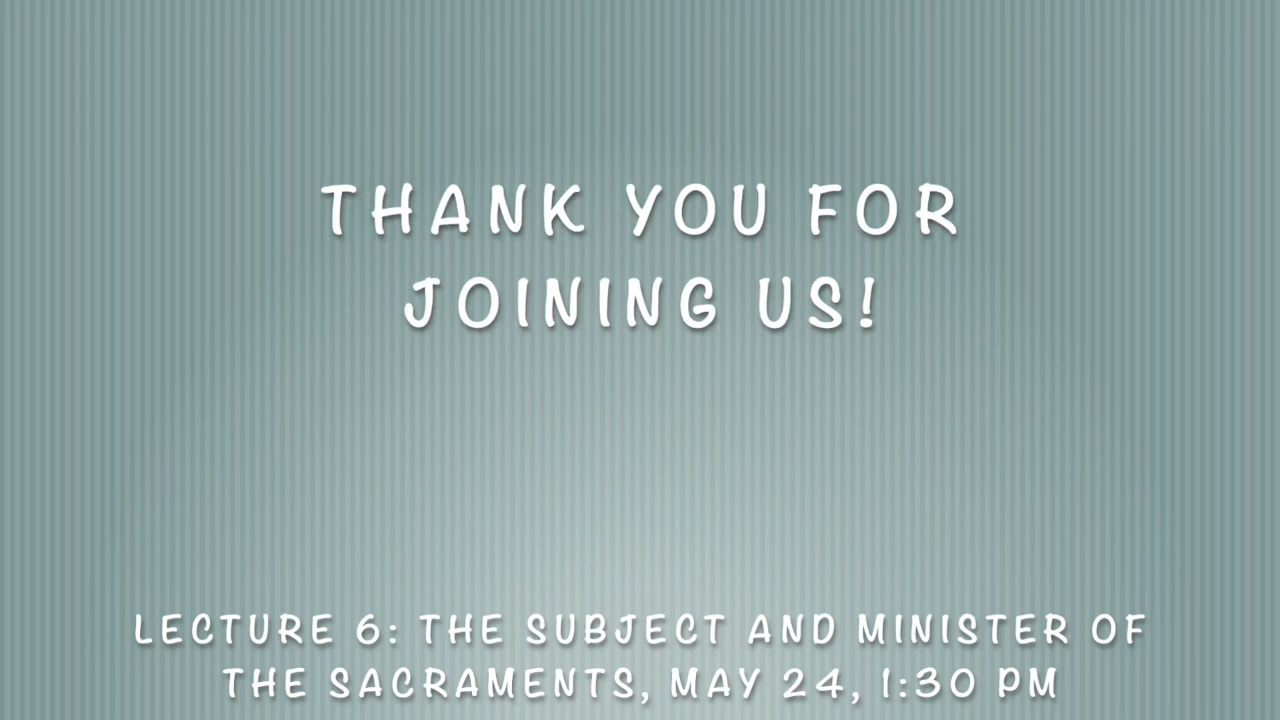 THANK YOU FOR
JOINING US!
LECTURE 6: THE SUBJECT AND MINISTER OF
THE SACRAMENTS, MAY 24, 1:30 PM